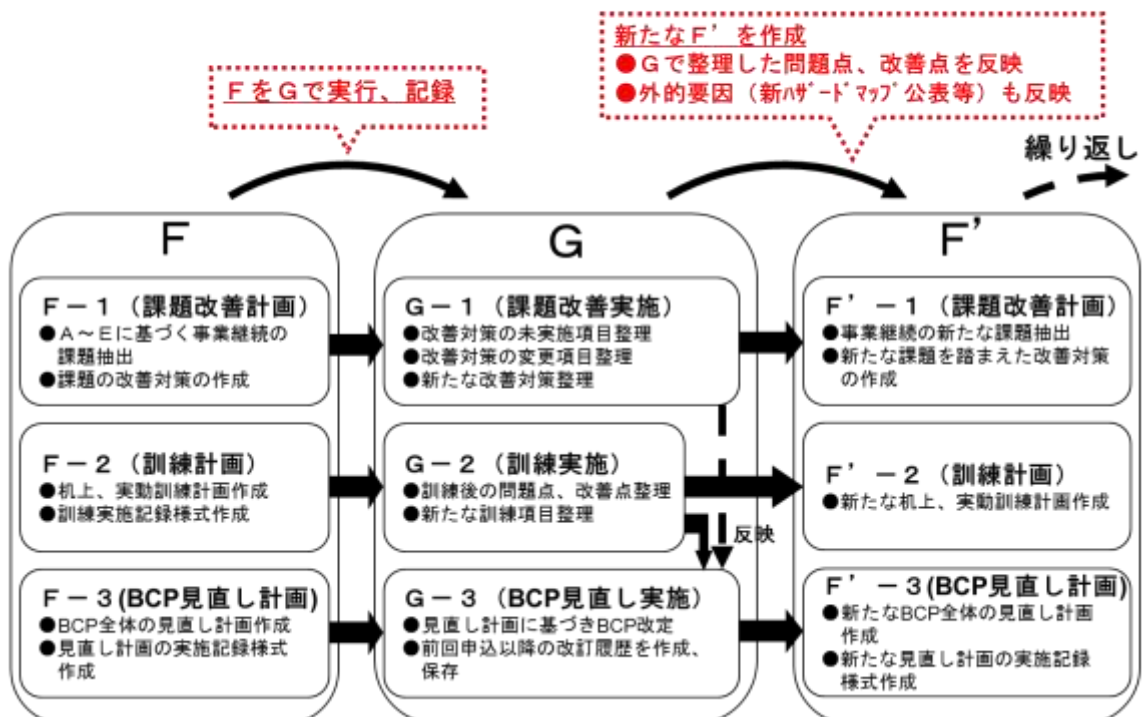 新たなＦ’を作成
●Ｇで整理した問題点、改善点を反映
●外的要因（新ﾊｻﾞｰﾄﾞﾏｯﾌﾟ公表等）も反映
ＦをＧで実行、記録
繰り返し
Ｆ
Ｆ－１（課題改善計画）
●Ａ～Ｅに基づく事業継続の
課題抽出
●課題の改善対策の作成
Ｆ－２（訓練計画）
●机上、実動訓練計画作成
●訓練実施記録様式作成
Ｆ－３(BCP見直し計画)
●BCP全体の見直し計画作成
●見直し計画の実施記録様式
作成
Ｇ
Ｇ－１（課題改善実施）
●改善対策の未実施項目整理
●改善対策の変更項目整理
●新たな改善対策整理
Ｇ－２（訓練実施）
●訓練後の問題点、改善点整理
●新たな訓練項目整理
反映
Ｇ－３（BCP見直し実施）
●見直し計画に基づきBCP改定
●前回申込以降の改訂履歴を作成、
保存
Ｆ’
Ｆ’－１（課題改善計画）
●事業継続の新たな課題抽出
●新たな課題を踏まえた改善対策
の作成
Ｆ’－２（訓練計画）
●新たな机上、実動訓練計画作成
Ｆ’－３(BCP見直し計画)
●新たなBCP全体の見直し計画
作成
●新たな見直し計画の実施記録
様式作成